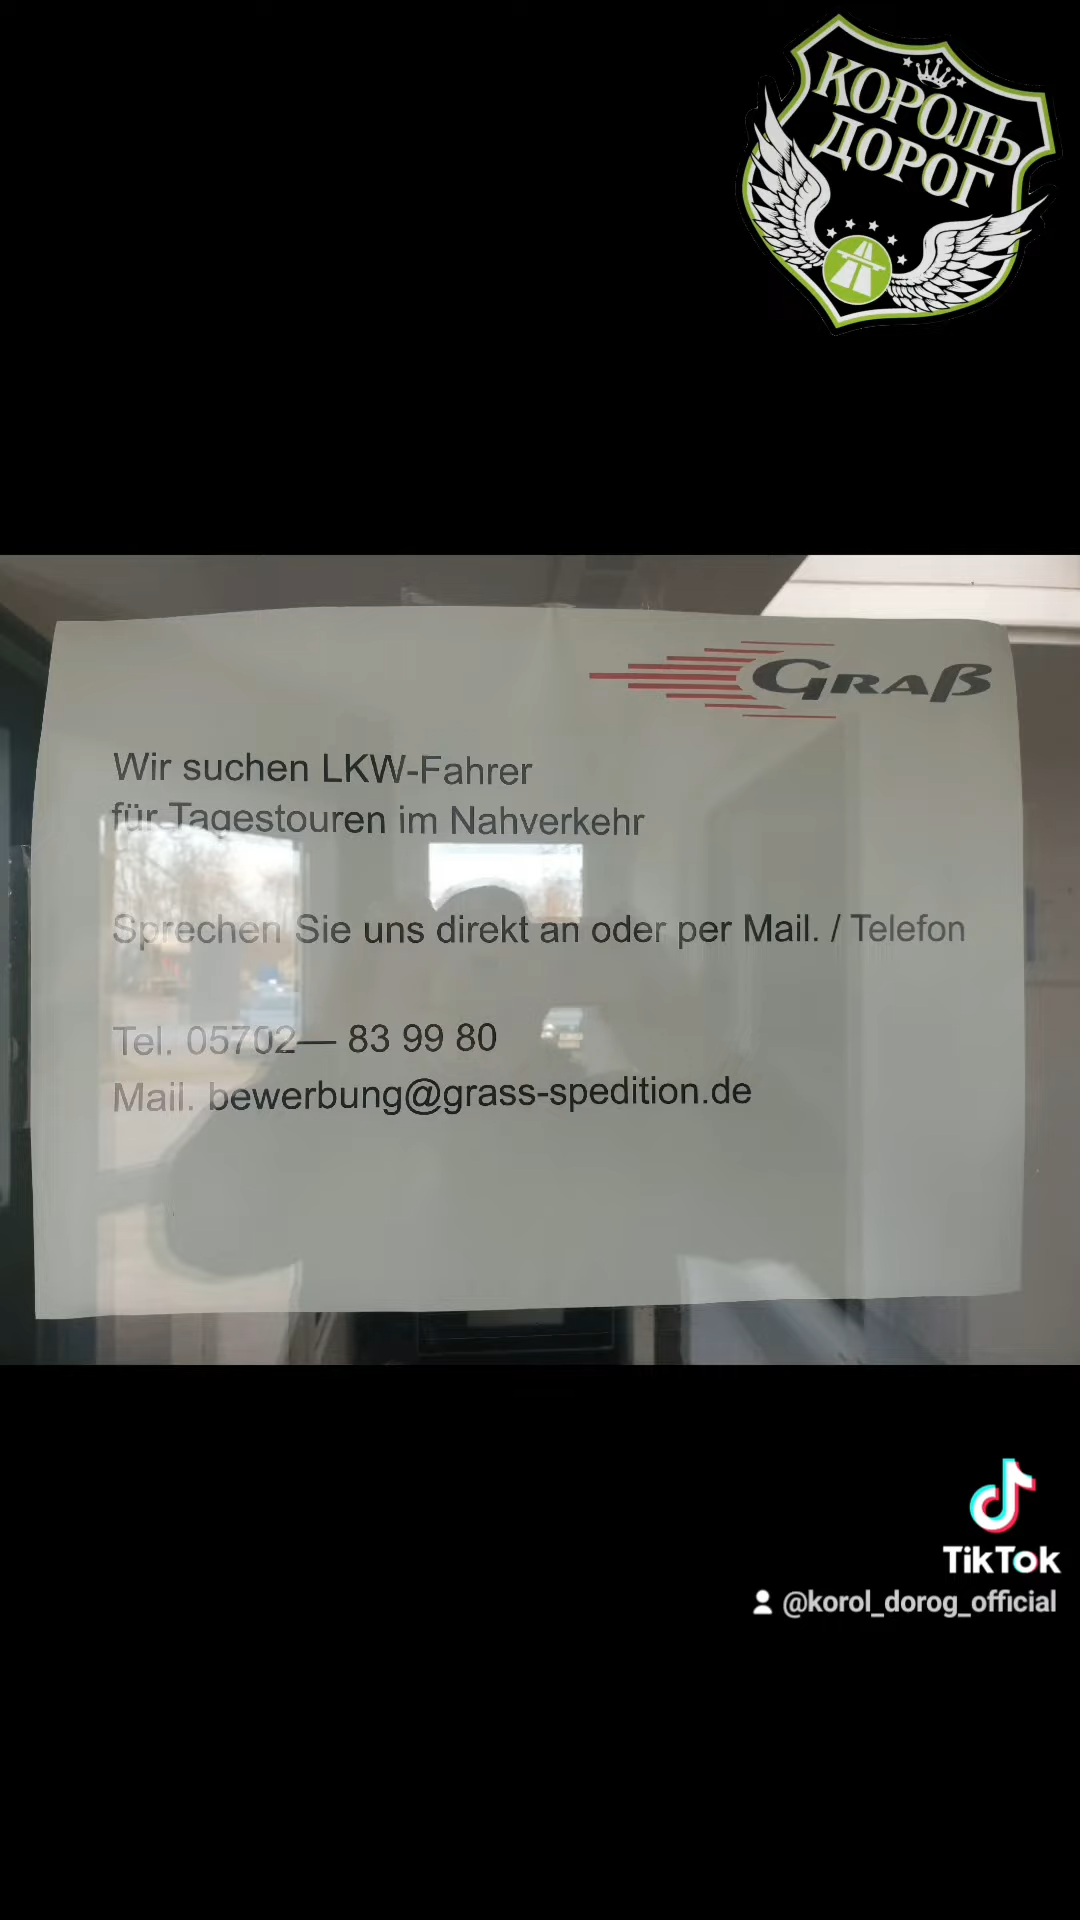 КОРОЛЬ
ДОРОГ
Graß
Wir suchen LKW-Fahrer
für Tagestouren im Nahverkehr
Sprechen Sie uns direkt an oder per Mail. / Telefon
Tel. 05702— 83 99 80
Mail. bewerbung@grass-spedition.de
TikTok
@korol_dorog_official